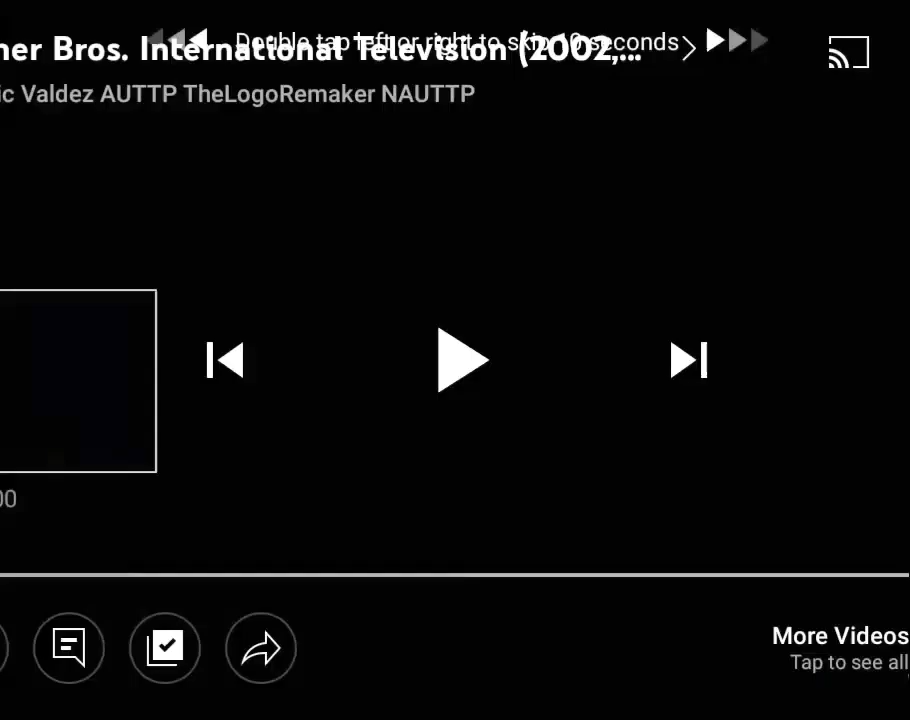 Double tap left or right to skip 10 seconds
ner Bros. International Television (2002,...
ic Valdez AUTTP TheLogoRemaker NAUTTP
00
More Videos
Tap to see all